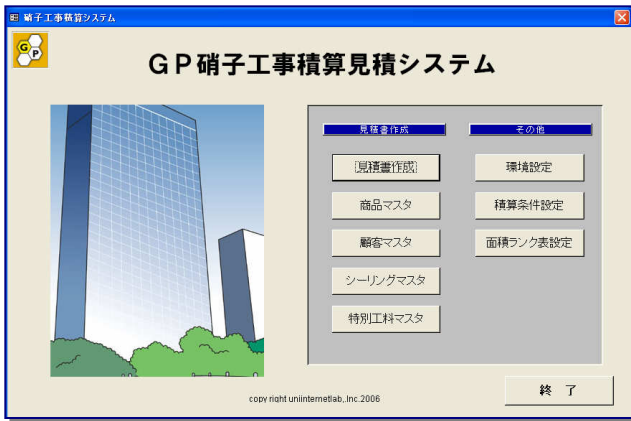 硝子工事積算システム
GP
GP硝子工事積算見積システム
見積書作成
その他
見積書作成
環境設定
商品マスタ
積算条件設定
顧客マスタ
面積ランク表設定
シーリングマスタ
特別工料マスタ
終 了
copy right uniinternetlab,.Inc.2006